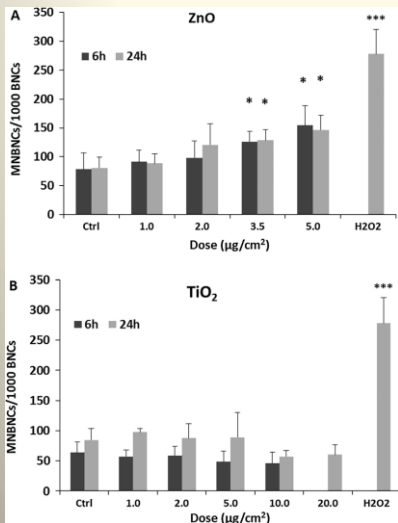 A
ZnO
***
350
300
250
200
150
100
50
0
MNBNCs/1000 BNCs
6h 24h
* * * *
Ctrl 1.0 2.0 3.5 5.0 H2O2
Dose (µg/cm²)
B
TiO₂
***
350
300
250
200
150
100
50
0
MNBNCs/1000 BNCs
6h 24h
Ctrl 1.0 2.0 5.0 10.0 20.0 H2O2
Dose (µg/cm²)